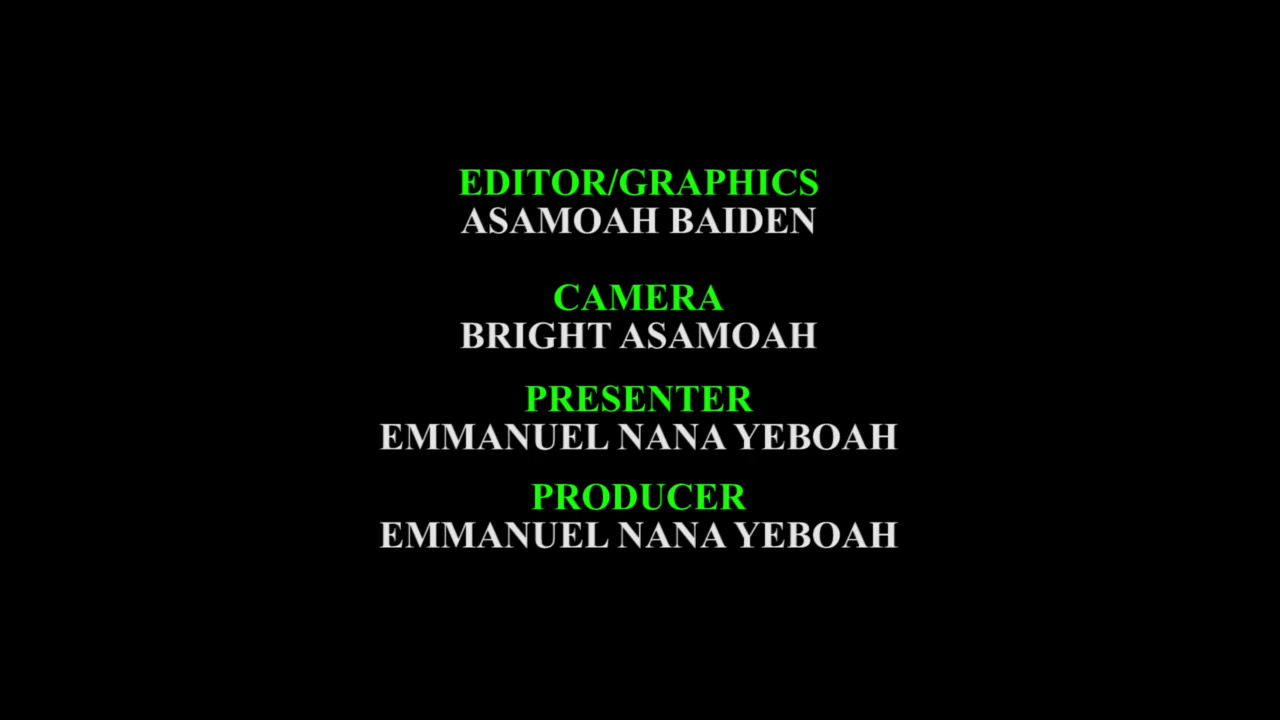 EDITOR/GRAPHICS
ASAMOAH BAIDEN
CAMERA
BRIGHT ASAMOAH
PRESENTER
EMMANUEL NANA YEBOAH
PRODUCER
EMMANUEL NANA YEBOAH